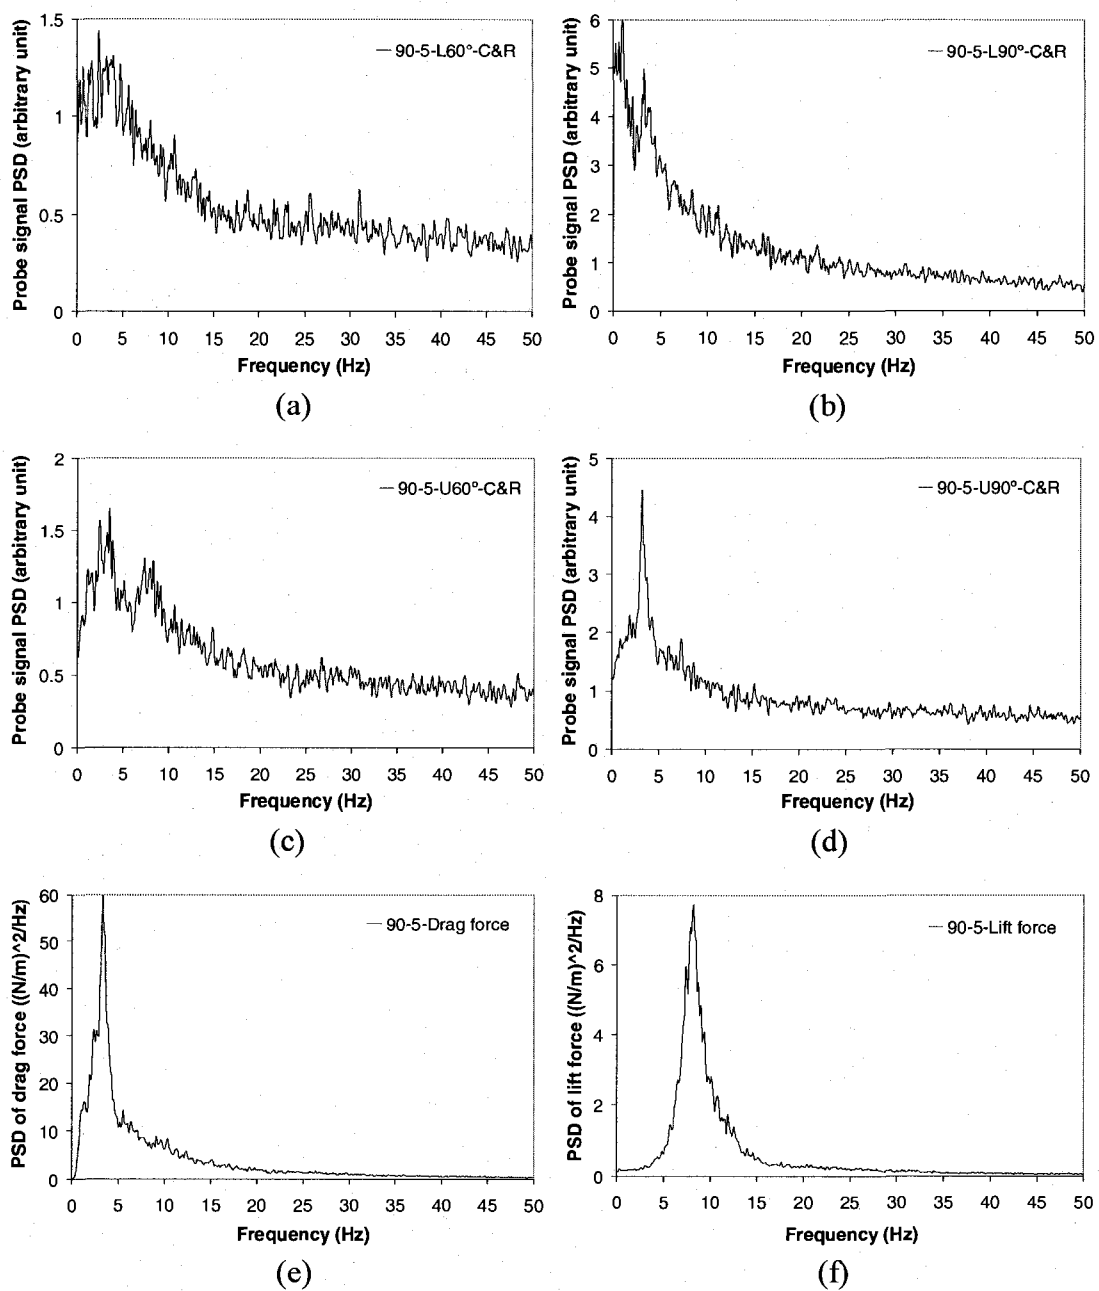 Probe signal PSD (arbitrary unit)
1.5
1
0.5
0
90-5-L60°-C&R
0 5 10 15 20 25 30 35 40 45 50
Frequency (Hz)
(a)
Probe signal PSD (arbitrary unit)
6
5
4
3
2
1
0
90-5-L90°-C&R
0 5 10 15 20 25 30 35 40 45 50
Frequency (Hz)
(b)
Probe signal PSD (arbitrary unit)
2
1.5
1
0.5
0
90-5-U60°-C&R
0 5 10 15 20 25 30 35 40 45 50
Frequency (Hz)
(c)
Probe signal PSD (arbitrary unit)
5
4
3
2
1
0
90-5-U90°-C&R
0 5 10 15 20 25 30 35 40 45 50
Frequency (Hz)
(d)
PSD of drag force ((N/m)^2/Hz)
60
50
40
30
20
10
0
90-5-Drag force
0 5 10 15 20 25 30 35 40 45 50
Frequency (Hz)
(e)
PSD of lift force ((N/m)^2/Hz)
8
6
4
2
0
90-5-Lift force
0 5 10 15 20 25 30 35 40 45 50
Frequency (Hz)
(f)